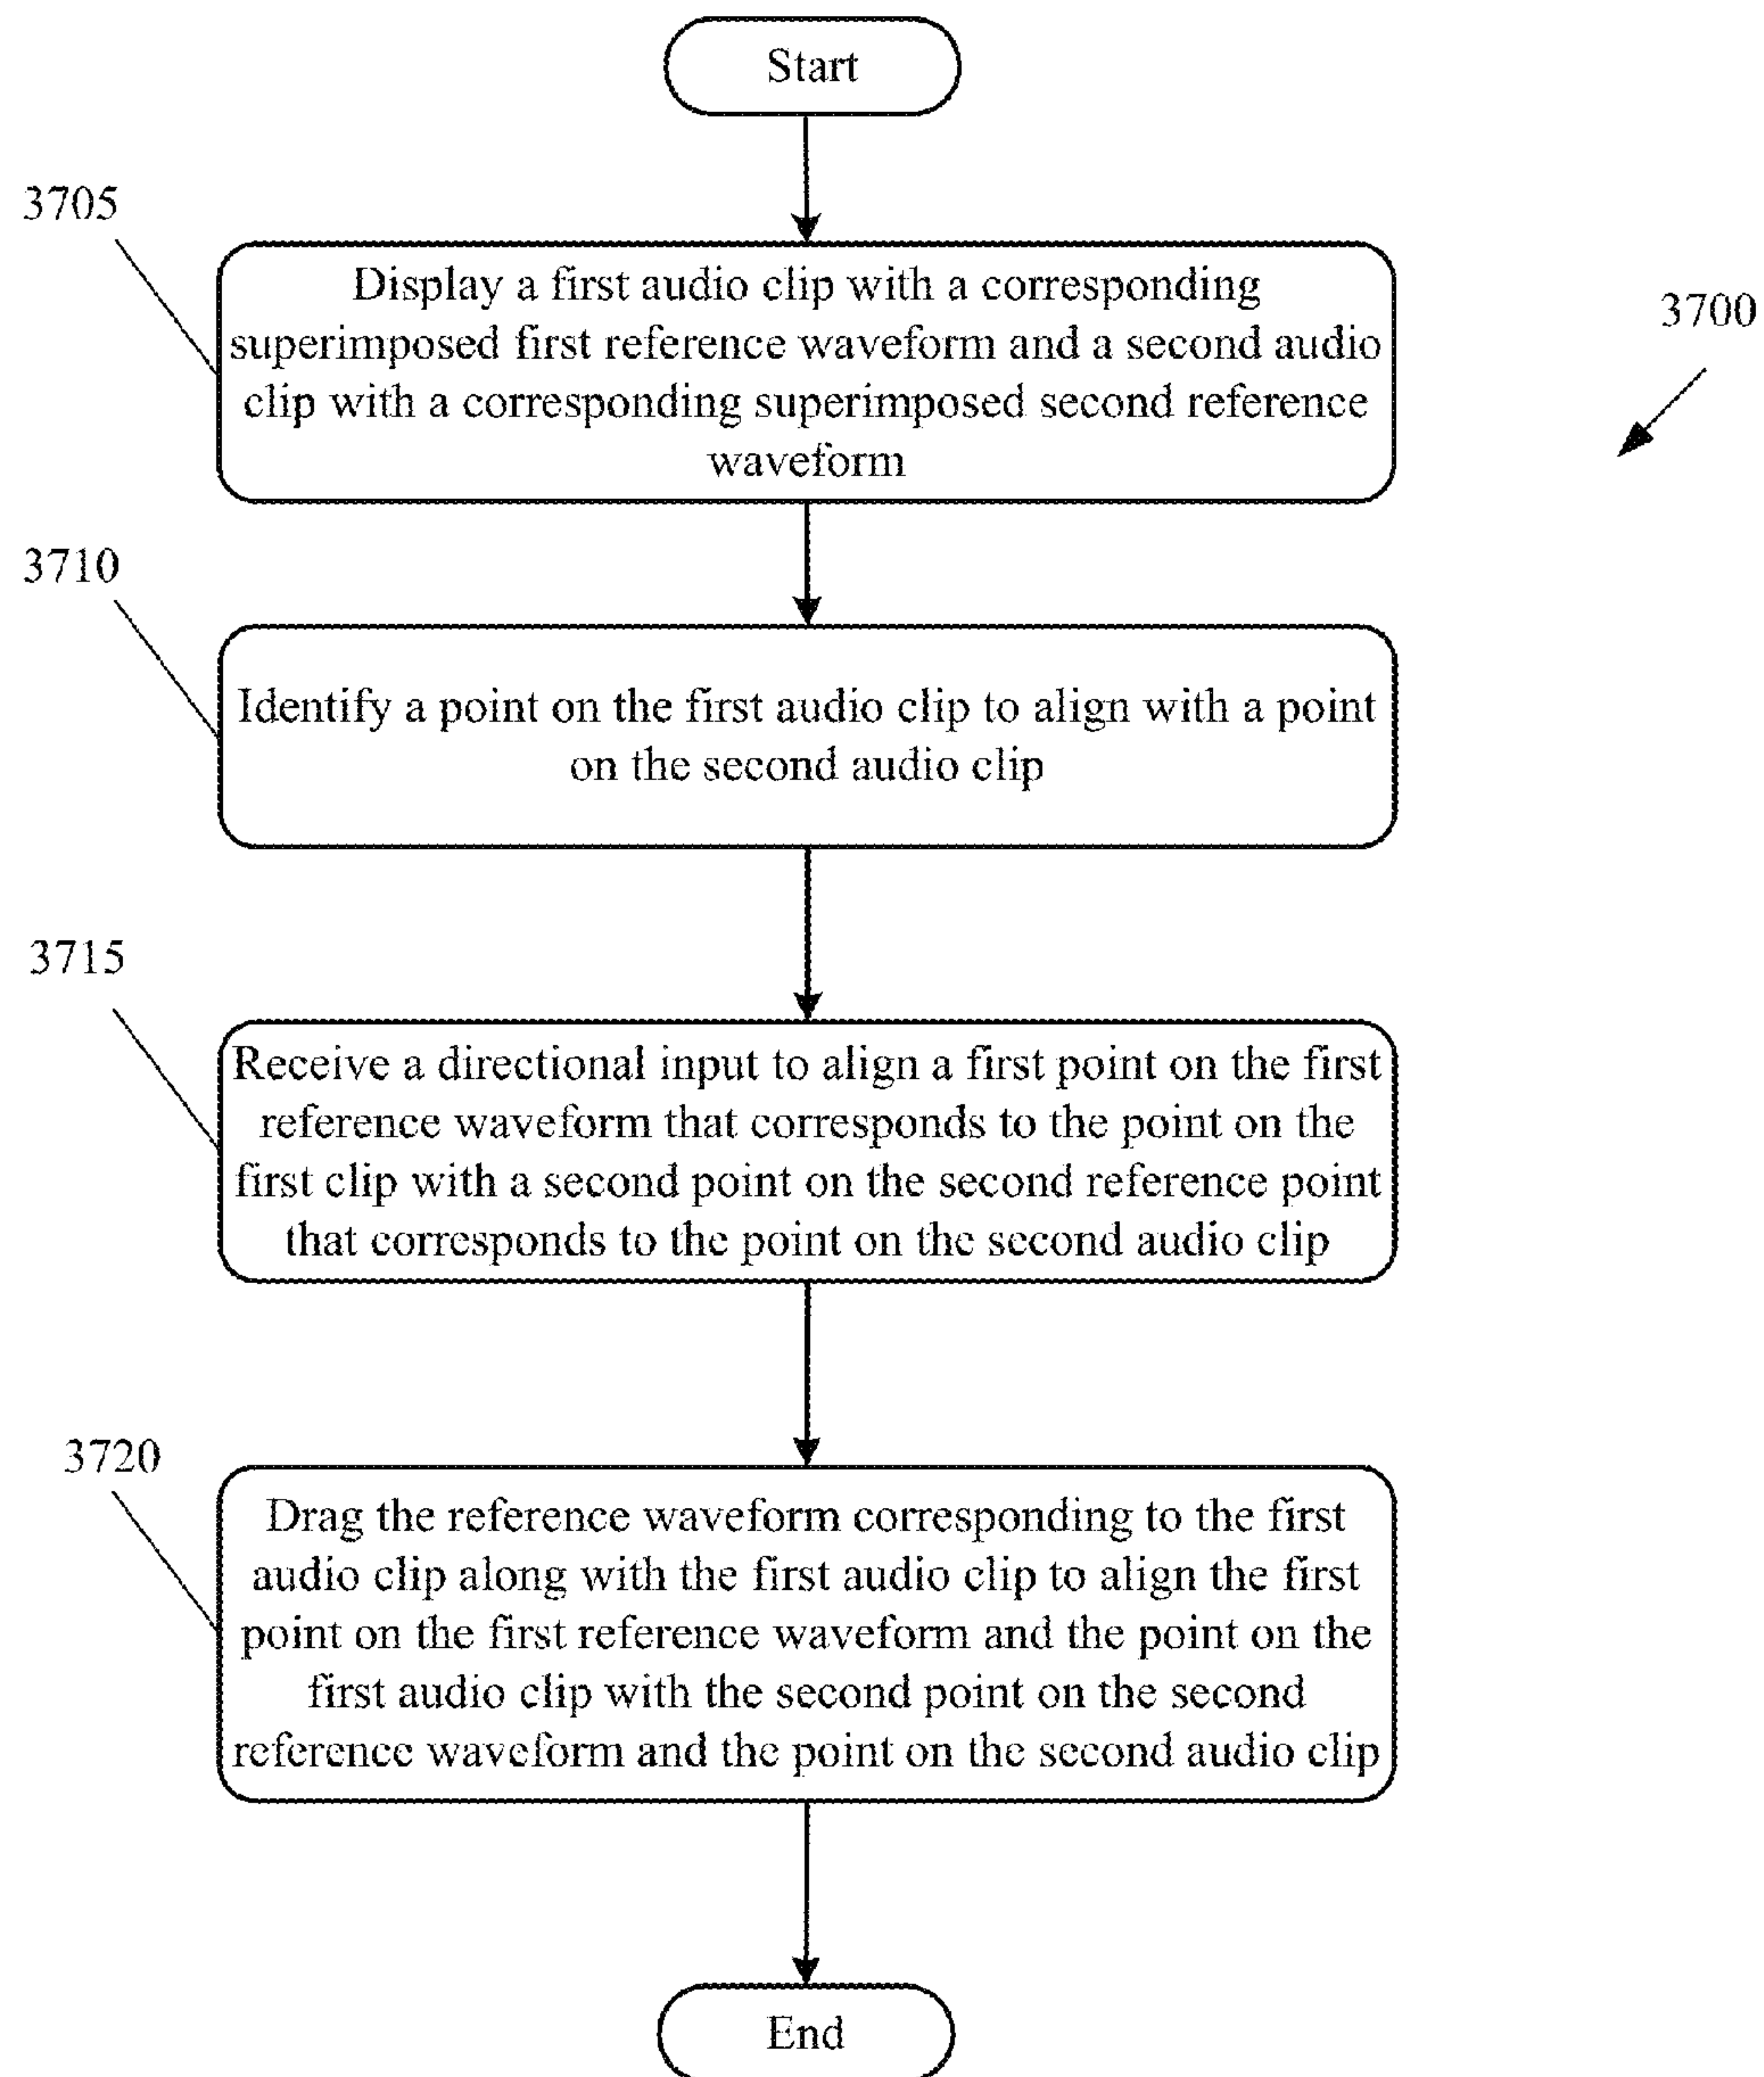 Start
3705
Display a first audio clip with a corresponding
superimposed first reference waveform and a second audio
clip with a corresponding superimposed second reference
waveform
3700
3710
Identify a point on the first audio clip to align with a point
on the second audio clip
3715
Receive a directional input to align a first point on the first
reference waveform that corresponds to the point on the
first clip with a second point on the second reference point
that corresponds to the point on the second audio clip
3720
Drag the reference waveform corresponding to the first
audio clip along with the first audio clip to align the first
point on the first reference waveform and the point on the
first audio clip with the second point on the second
reference waveform and the point on the second audio clip
End